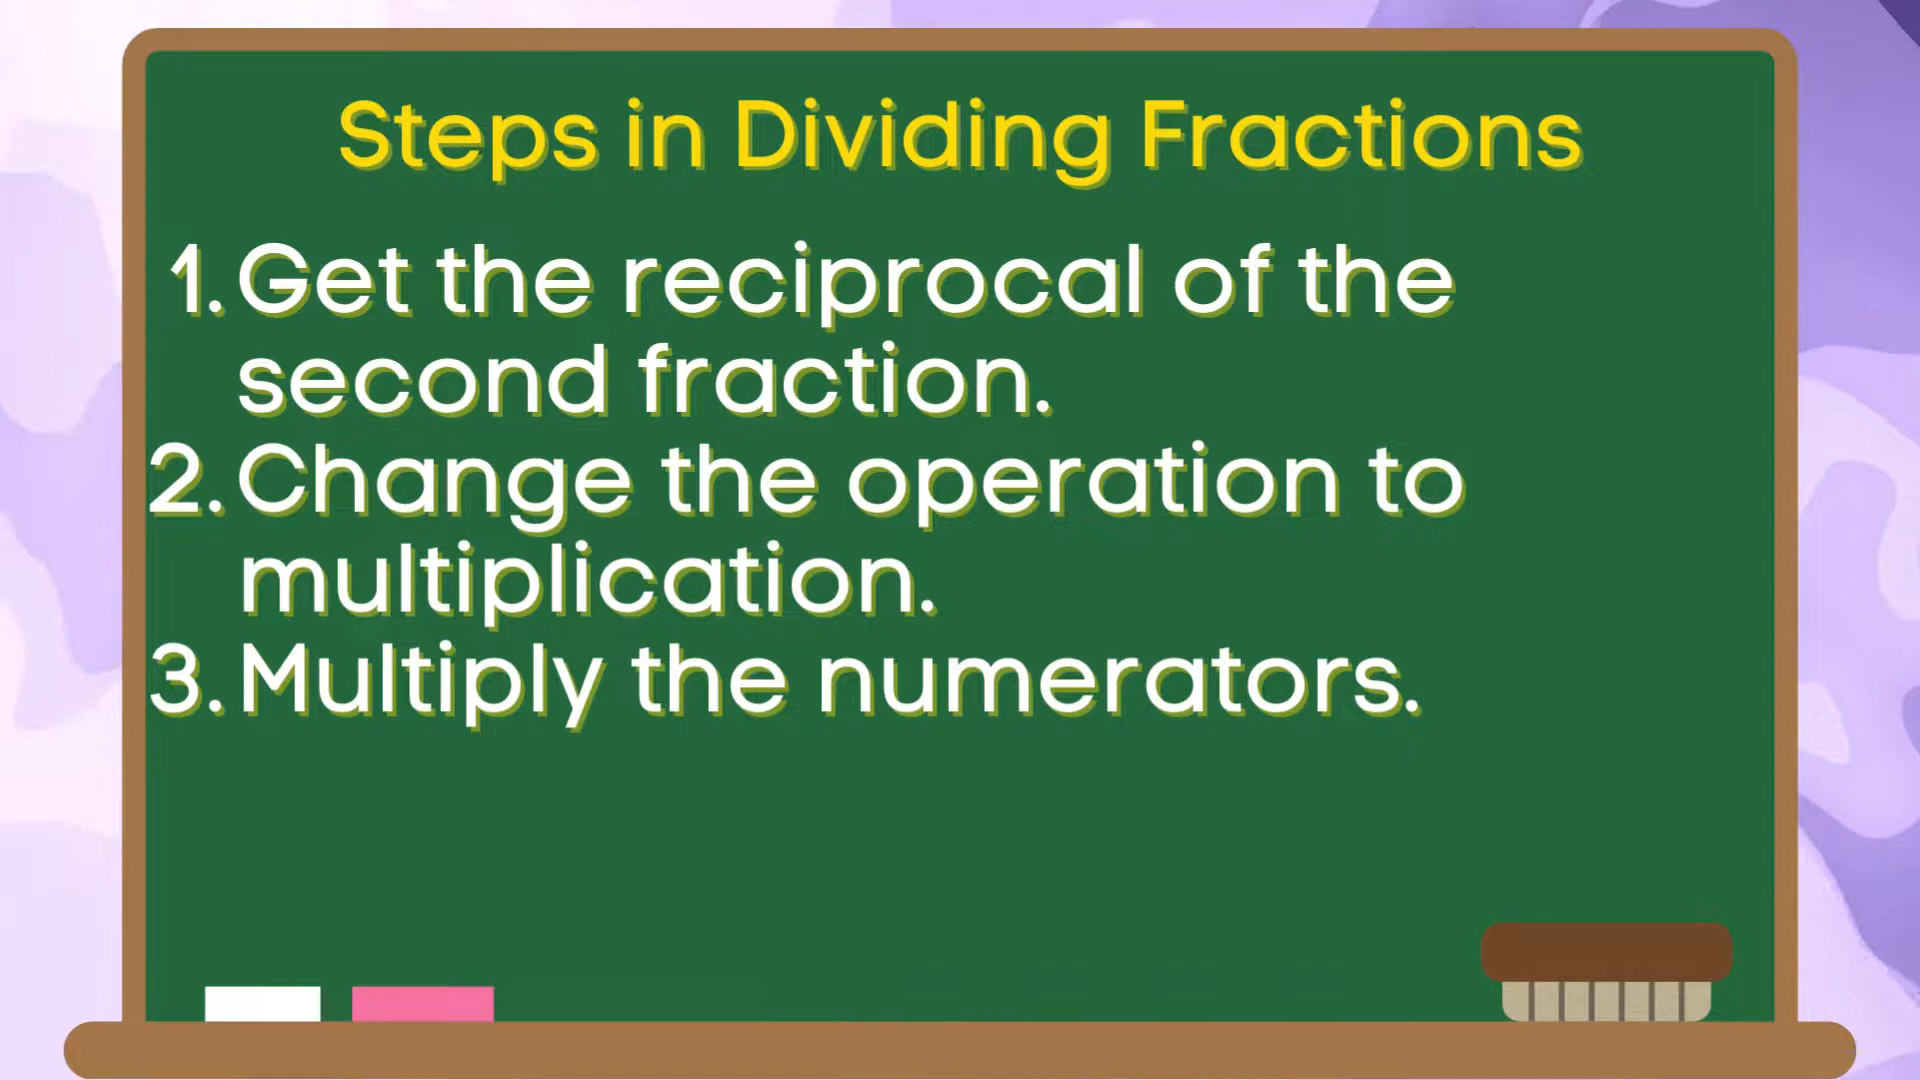 Steps in Dividing Fractions
1. Get the reciprocal of the
second fraction.
2. Change the operation to
multiplication.
3. Multiply the numerators.